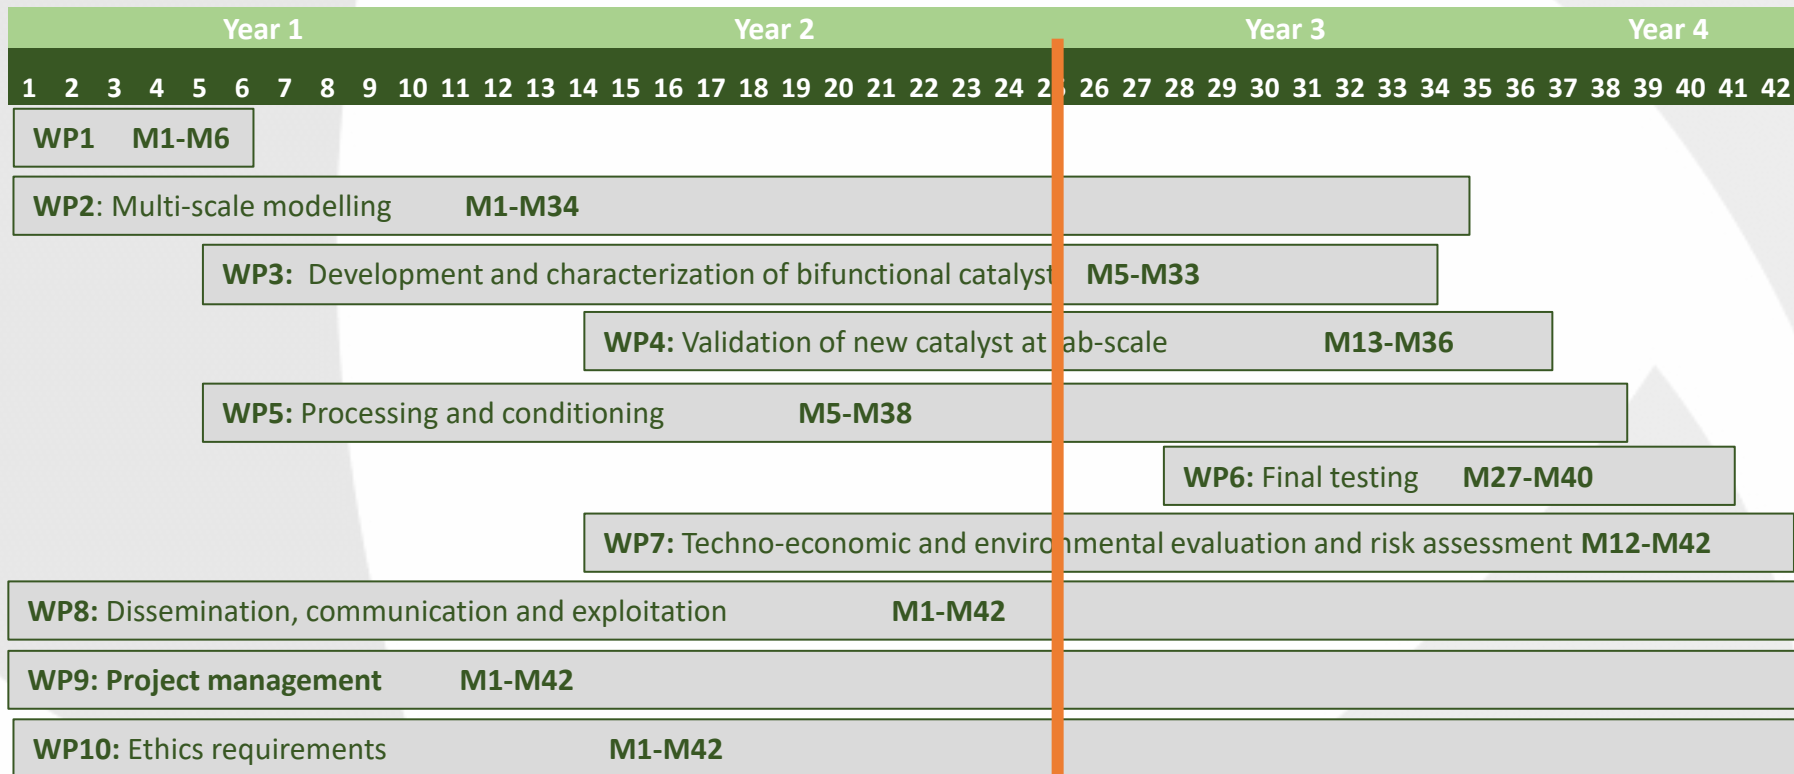 Year 1 Year 2 Year 3 Year 4
1 2 3 4 5 6 7 8 9 10 11 12 13 14 15 16 17 18 19 20 21 22 23 24 25 26 27 28 29 30 31 32 33 34 35 36 37 38 39 40 41 42
WP1 M1-M6
WP2: Multi-scale modelling M1-M34
WP3: Development and characterization of bifunctional catalyst M5-M33
WP4: Validation of new catalyst at lab-scale M13-M36
WP5: Processing and conditioning M5-M38
WP6: Final testing M27-M40
WP7: Techno-economic and environmental evaluation and risk assessment M12-M42
WP8: Dissemination, communication and exploitation M1-M42
WP9: Project management M1-M42
WP10: Ethics requirements M1-M42